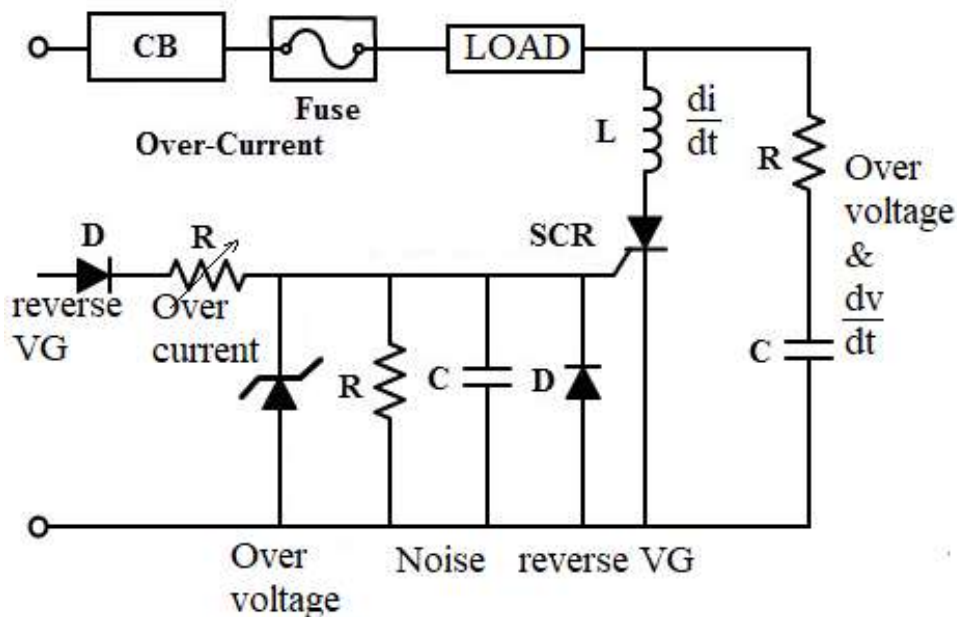 CB
Fuse
Over-Current
LOAD
L
di
dt
R
Over
voltage
&
dv
dt
C
SCR
D
R
reverse
VG
Over
current
R
C
D
Over
voltage
Noise
reverse VG